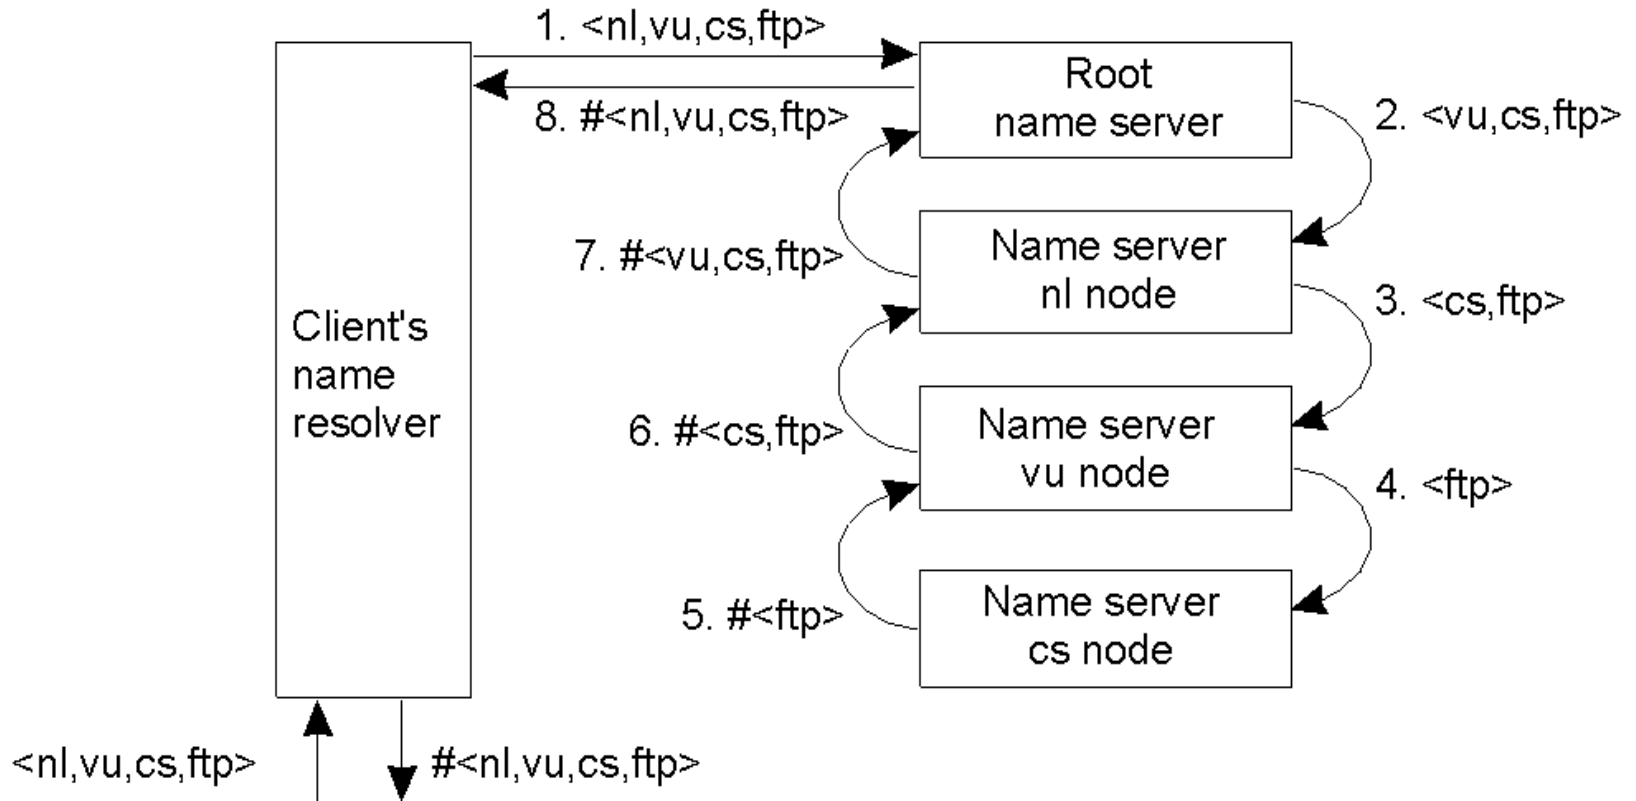 1. <nl,vu,cs,ftp>
Root
name server
8. #<nl,vu,cs,ftp>
2. <vu,cs,ftp>
Name server
nl node
7. #<vu,cs,ftp>
3. <cs,ftp>
Client's
name
resolver
Name server
vu node
6. #<cs,ftp>
4. <ftp>
Name server
cs node
5. #<ftp>
<nl,vu,cs,ftp>
#<nl,vu,cs,ftp>